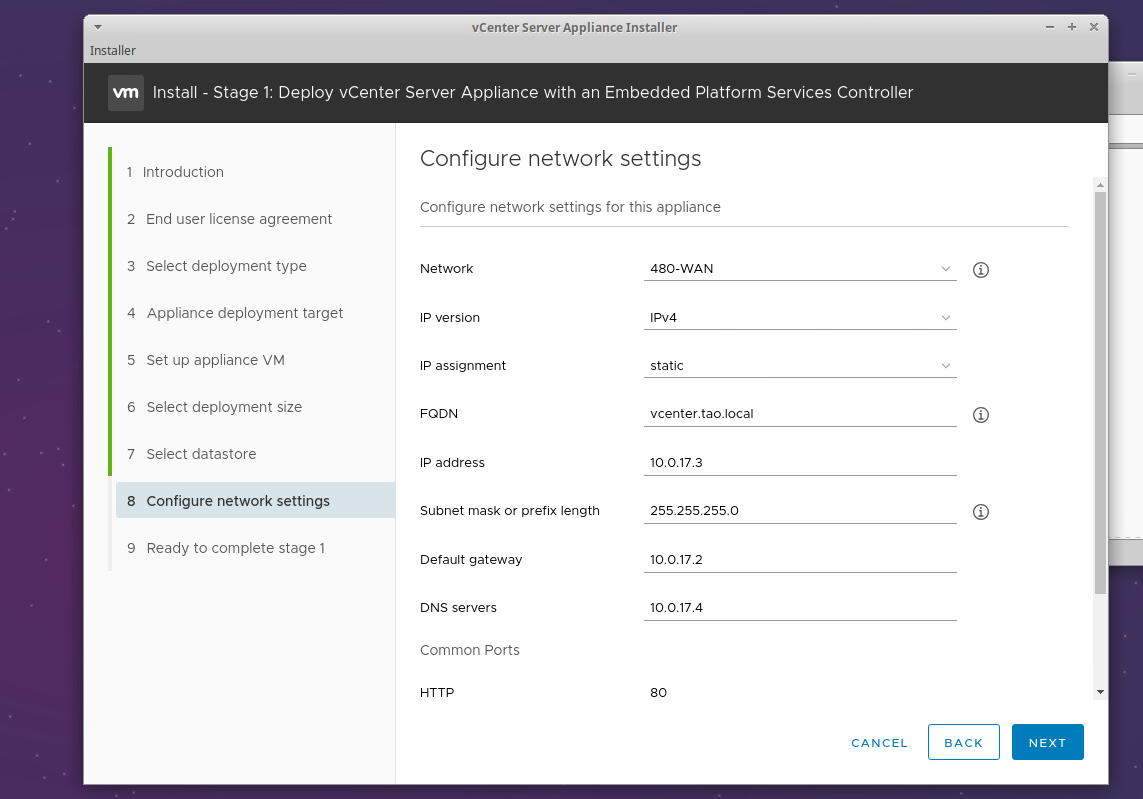 vCenter Server Appliance Installer
Installer
vm Install - Stage 1: Deploy vCenter Server Appliance with an Embedded Platform Services Controller
1 Introduction
2 End user license agreement
3 Select deployment type
4 Appliance deployment target
5 Set up appliance VM
6 Select deployment size
7 Select datastore
8 Configure network settings
9 Ready to complete stage 1
Configure network settings
Configure network settings for this appliance
Network 480-WAN
IP version IPv4
IP assignment static
FQDN vcenter.tao.local
IP address 10.0.17.3
Subnet mask or prefix length 255.255.255.0
Default gateway 10.0.17.2
DNS servers 10.0.17.4
Common Ports
HTTP 80
CANCEL BACK NEXT